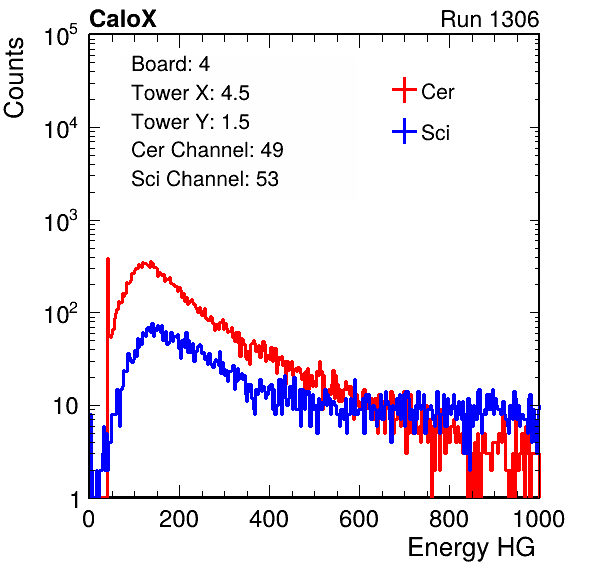 CaloX Run 1306
Counts
10^5
10^4
10^3
10^2
10
1
Board: 4
Tower X: 4.5
Tower Y: 1.5
Cer Channel: 49
Sci Channel: 53
Cer
Sci
0 200 400 600 800 1000
Energy HG